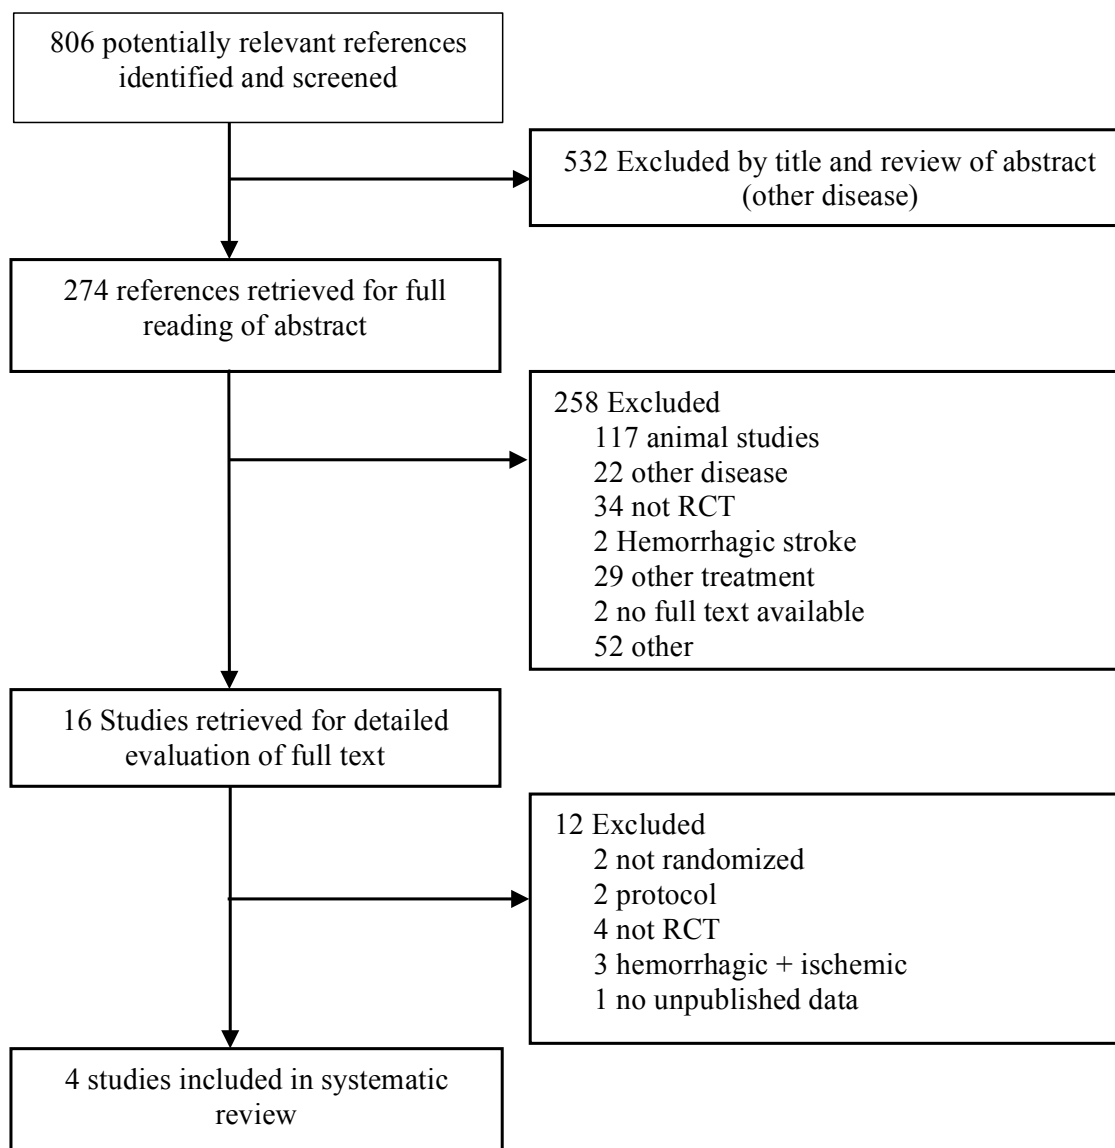 806 potentially relevant references
identified and screened
532 Excluded by title and review of abstract
(other disease)
274 references retrieved for full
reading of abstract
258 Excluded
117 animal studies
22 other disease
34 not RCT
2 Hemorrhagic stroke
29 other treatment
2 no full text available
52 other
16 Studies retrieved for detailed
evaluation of full text
12 Excluded
2 not randomized
2 protocol
4 not RCT
3 hemorrhagic + ischemic
1 no unpublished data
4 studies included in systematic
review